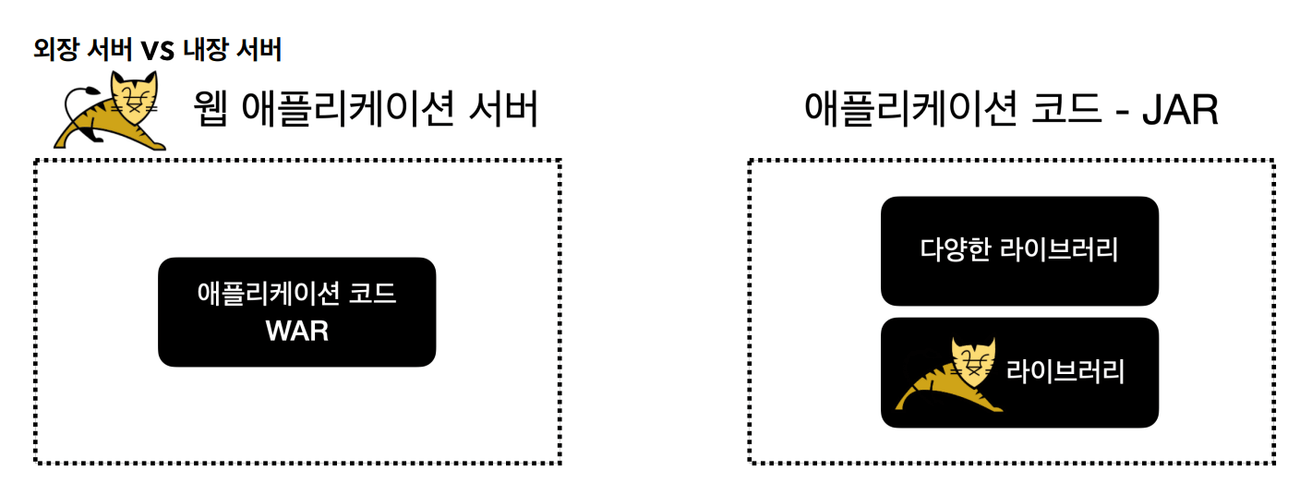 외장 서버 VS 내장 서버
웹 애플리케이션 서버
애플리케이션 코드
WAR
애플리케이션 코드 - JAR
다양한 라이브러리
라이브러리